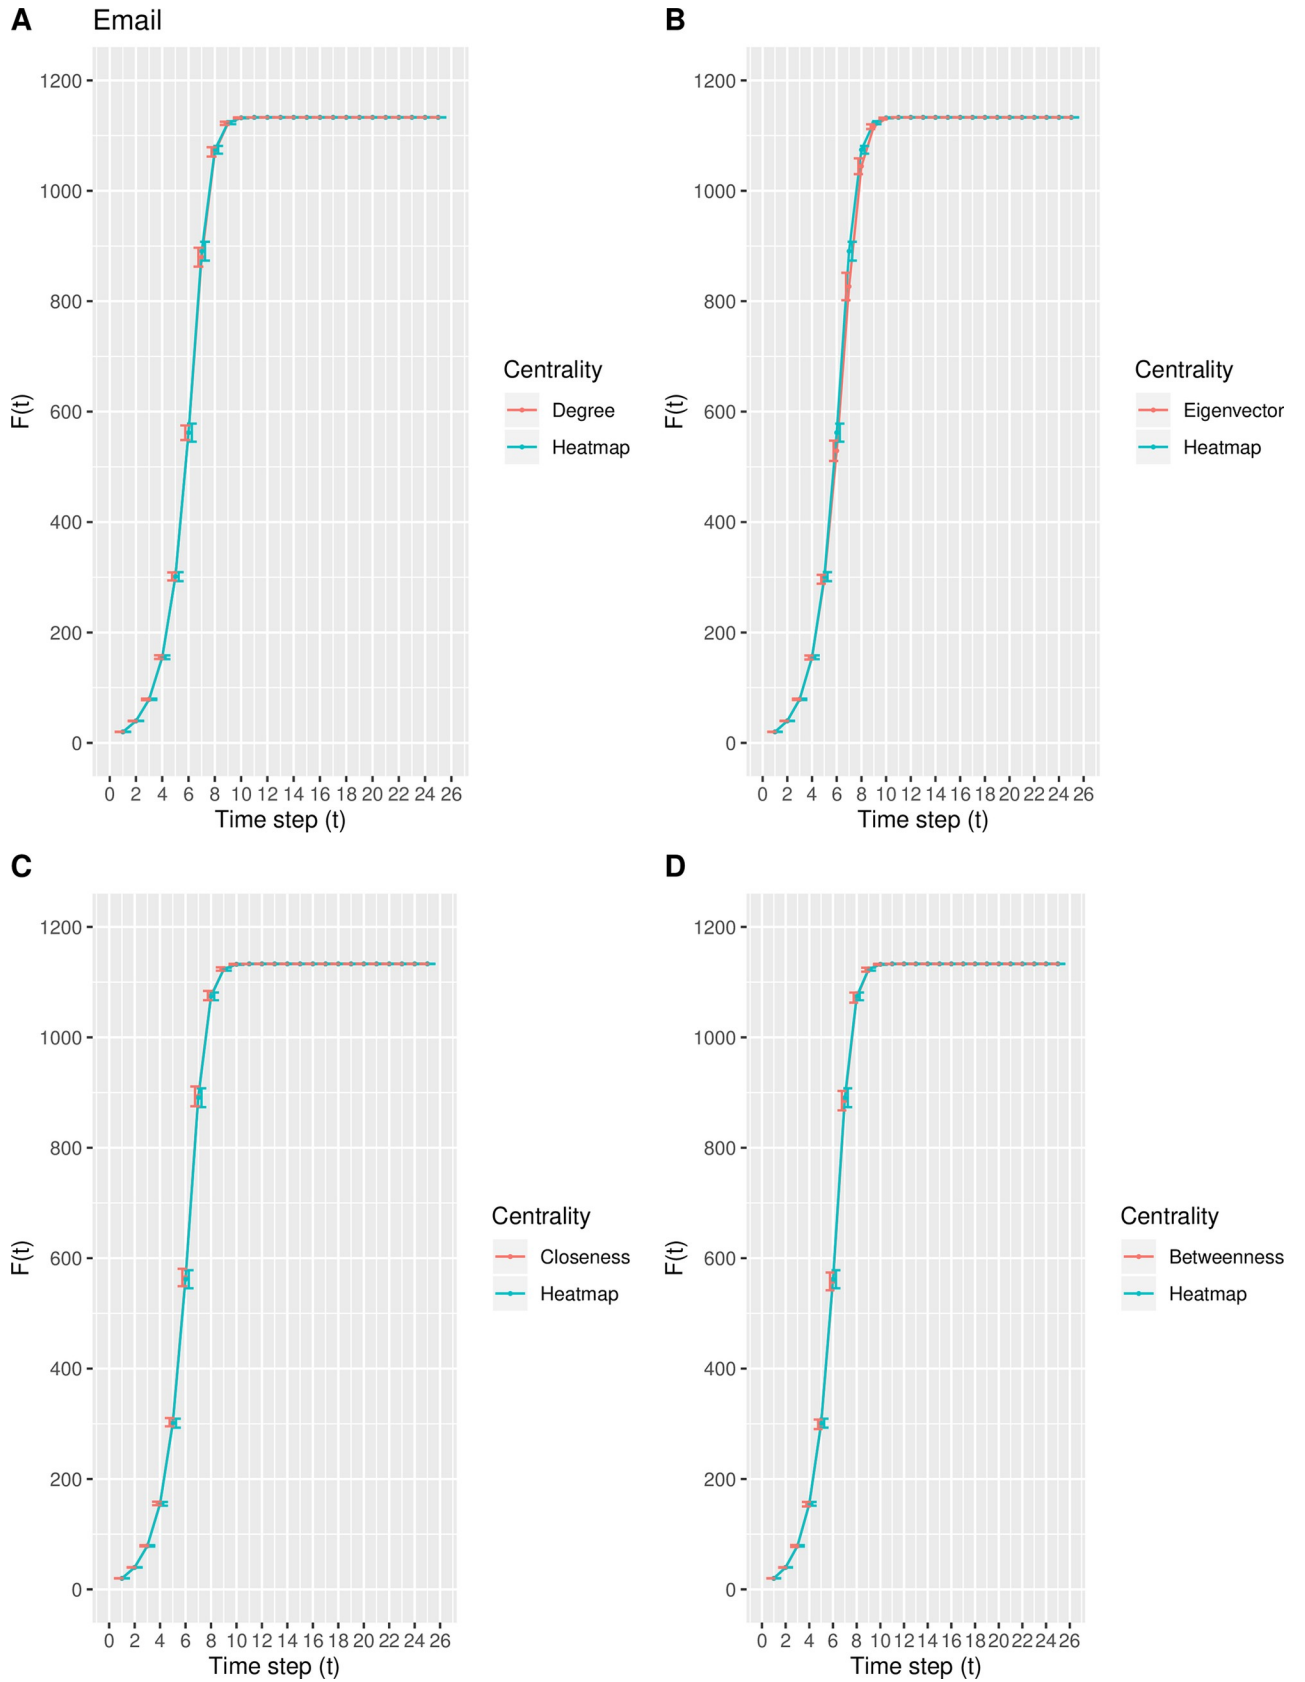 A Email
1200
1000
800
600
400
200
0
F(t)
0 2 4 6 8 10 12 14 16 18 20 22 24 26
Time step (t)
Centrality
Degree
Heatmap
B
1200
1000
800
600
400
200
0
F(t)
0 2 4 6 8 10 12 14 16 18 20 22 24 26
Time step (t)
Centrality
Eigenvector
Heatmap
C
1200
1000
800
600
400
200
0
F(t)
0 2 4 6 8 10 12 14 16 18 20 22 24 26
Time step (t)
Centrality
Closeness
Heatmap
D
1200
1000
800
600
400
200
0
F(t)
0 2 4 6 8 10 12 14 16 18 20 22 24 26
Time step (t)
Centrality
Betweenness
Heatmap